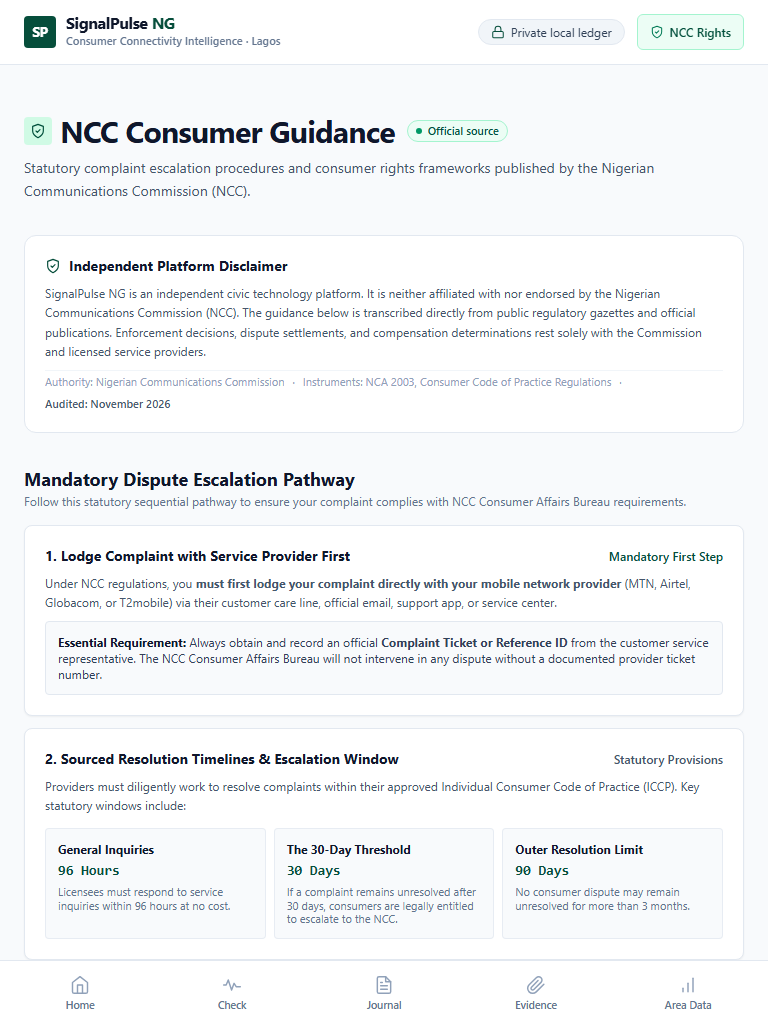 SP
SignalPulse NG
Consumer Connectivity Intelligence · Lagos
Private local ledger
NCC Rights
NCC Consumer Guidance
Official source
Statutory complaint escalation procedures and consumer rights frameworks published by the Nigerian
Communications Commission (NCC).
Independent Platform Disclaimer
SignalPulse NG is an independent civic technology platform. It is neither affiliated with nor endorsed by the Nigerian
Communications Commission (NCC). The guidance below is transcribed directly from public regulatory gazettes and official
publications. Enforcement decisions, dispute settlements, and compensation determinations rest solely with the Commission
and licensed service providers.
Authority: Nigerian Communications Commission · Instruments: NCA 2003, Consumer Code of Practice Regulations ·
Audited: November 2026
Mandatory Dispute Escalation Pathway
Follow this statutory sequential pathway to ensure your complaint complies with NCC Consumer Affairs Bureau requirements.
1. Lodge Complaint with Service Provider First
Mandatory First Step
Under NCC regulations, you must first lodge your complaint directly with your mobile network provider (MTN, Airtel,
Globacom, or T2mobile) via their customer care line, official email, support app, or service center.
Essential Requirement: Always obtain and record an official Complaint Ticket or Reference ID from the customer service
representative. The NCC Consumer Affairs Bureau will not intervene in any dispute without a documented provider ticket
number.
2. Sourced Resolution Timelines & Escalation Window
Statutory Provisions
Providers must diligently work to resolve complaints within their approved Individual Consumer Code of Practice (ICCP). Key
statutory windows include:
General Inquiries
96 Hours
Licensees must respond to service
inquiries within 96 hours at no cost.
The 30-Day Threshold
30 Days
If a complaint remains unresolved after
30 days, consumers are legally entitled
to escalate to the NCC.
Outer Resolution Limit
90 Days
No consumer dispute may remain
unresolved for more than 3 months.
Home
Check
Journal
Evidence
Area Data